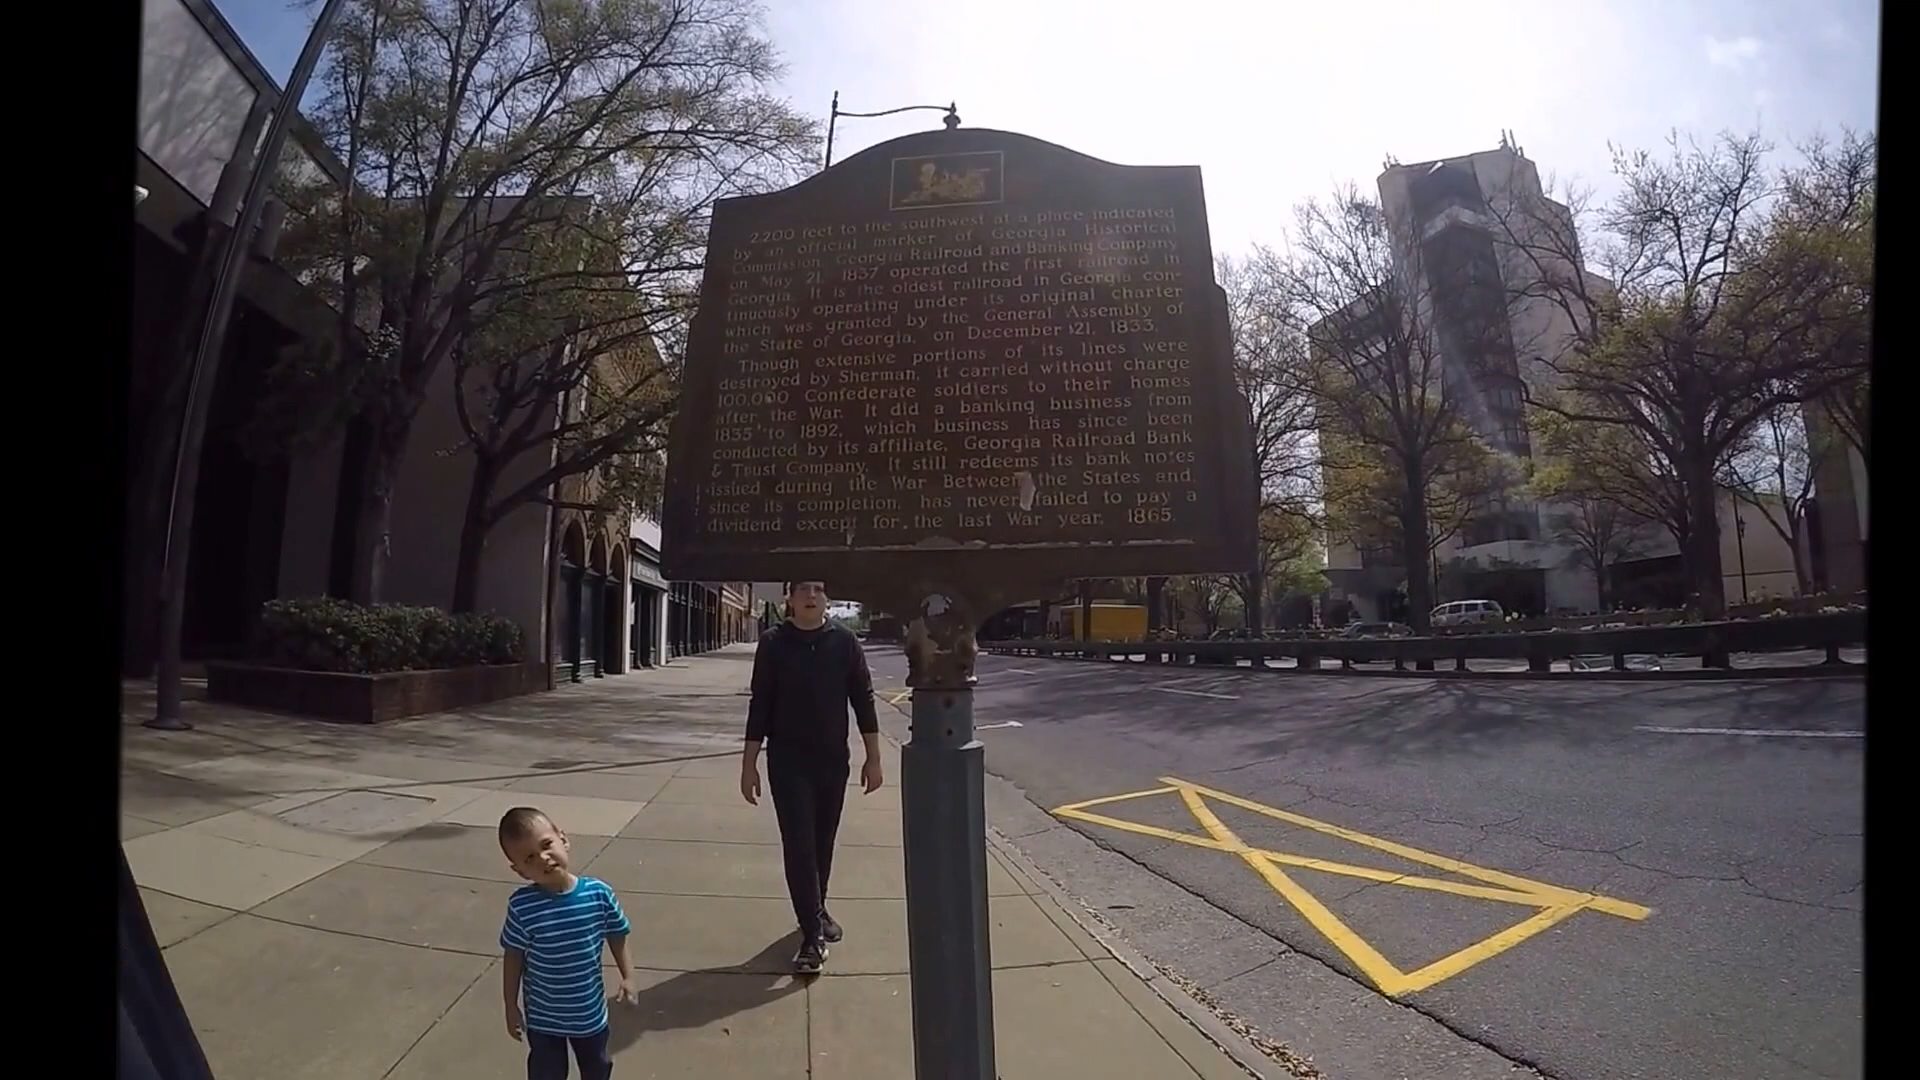 2,200 feet to the southwest at a place indicated
by an official marker of Georgia Historical
Commission, Georgia Railroad and Banking Company
on May 21, 1837 operated the first railroad in
Georgia. It is the oldest railroad in Georgia con-
tinuously operating under its original charter
which was granted by the General Assembly of
the State of Georgia, on December 21, 1833.
Though extensive portions of its lines were
destroyed by Sherman, it carried without charge
100,000 Confederate soldiers to their homes
after the War. It did a banking business from
1835 to 1892, which business has since been
conducted by its affiliate, Georgia Railroad Bank
& Trust Company. It still redeems its bank notes
issued during the War Between the States and,
since its completion, has never failed to pay a
dividend except for the last War year, 1865.